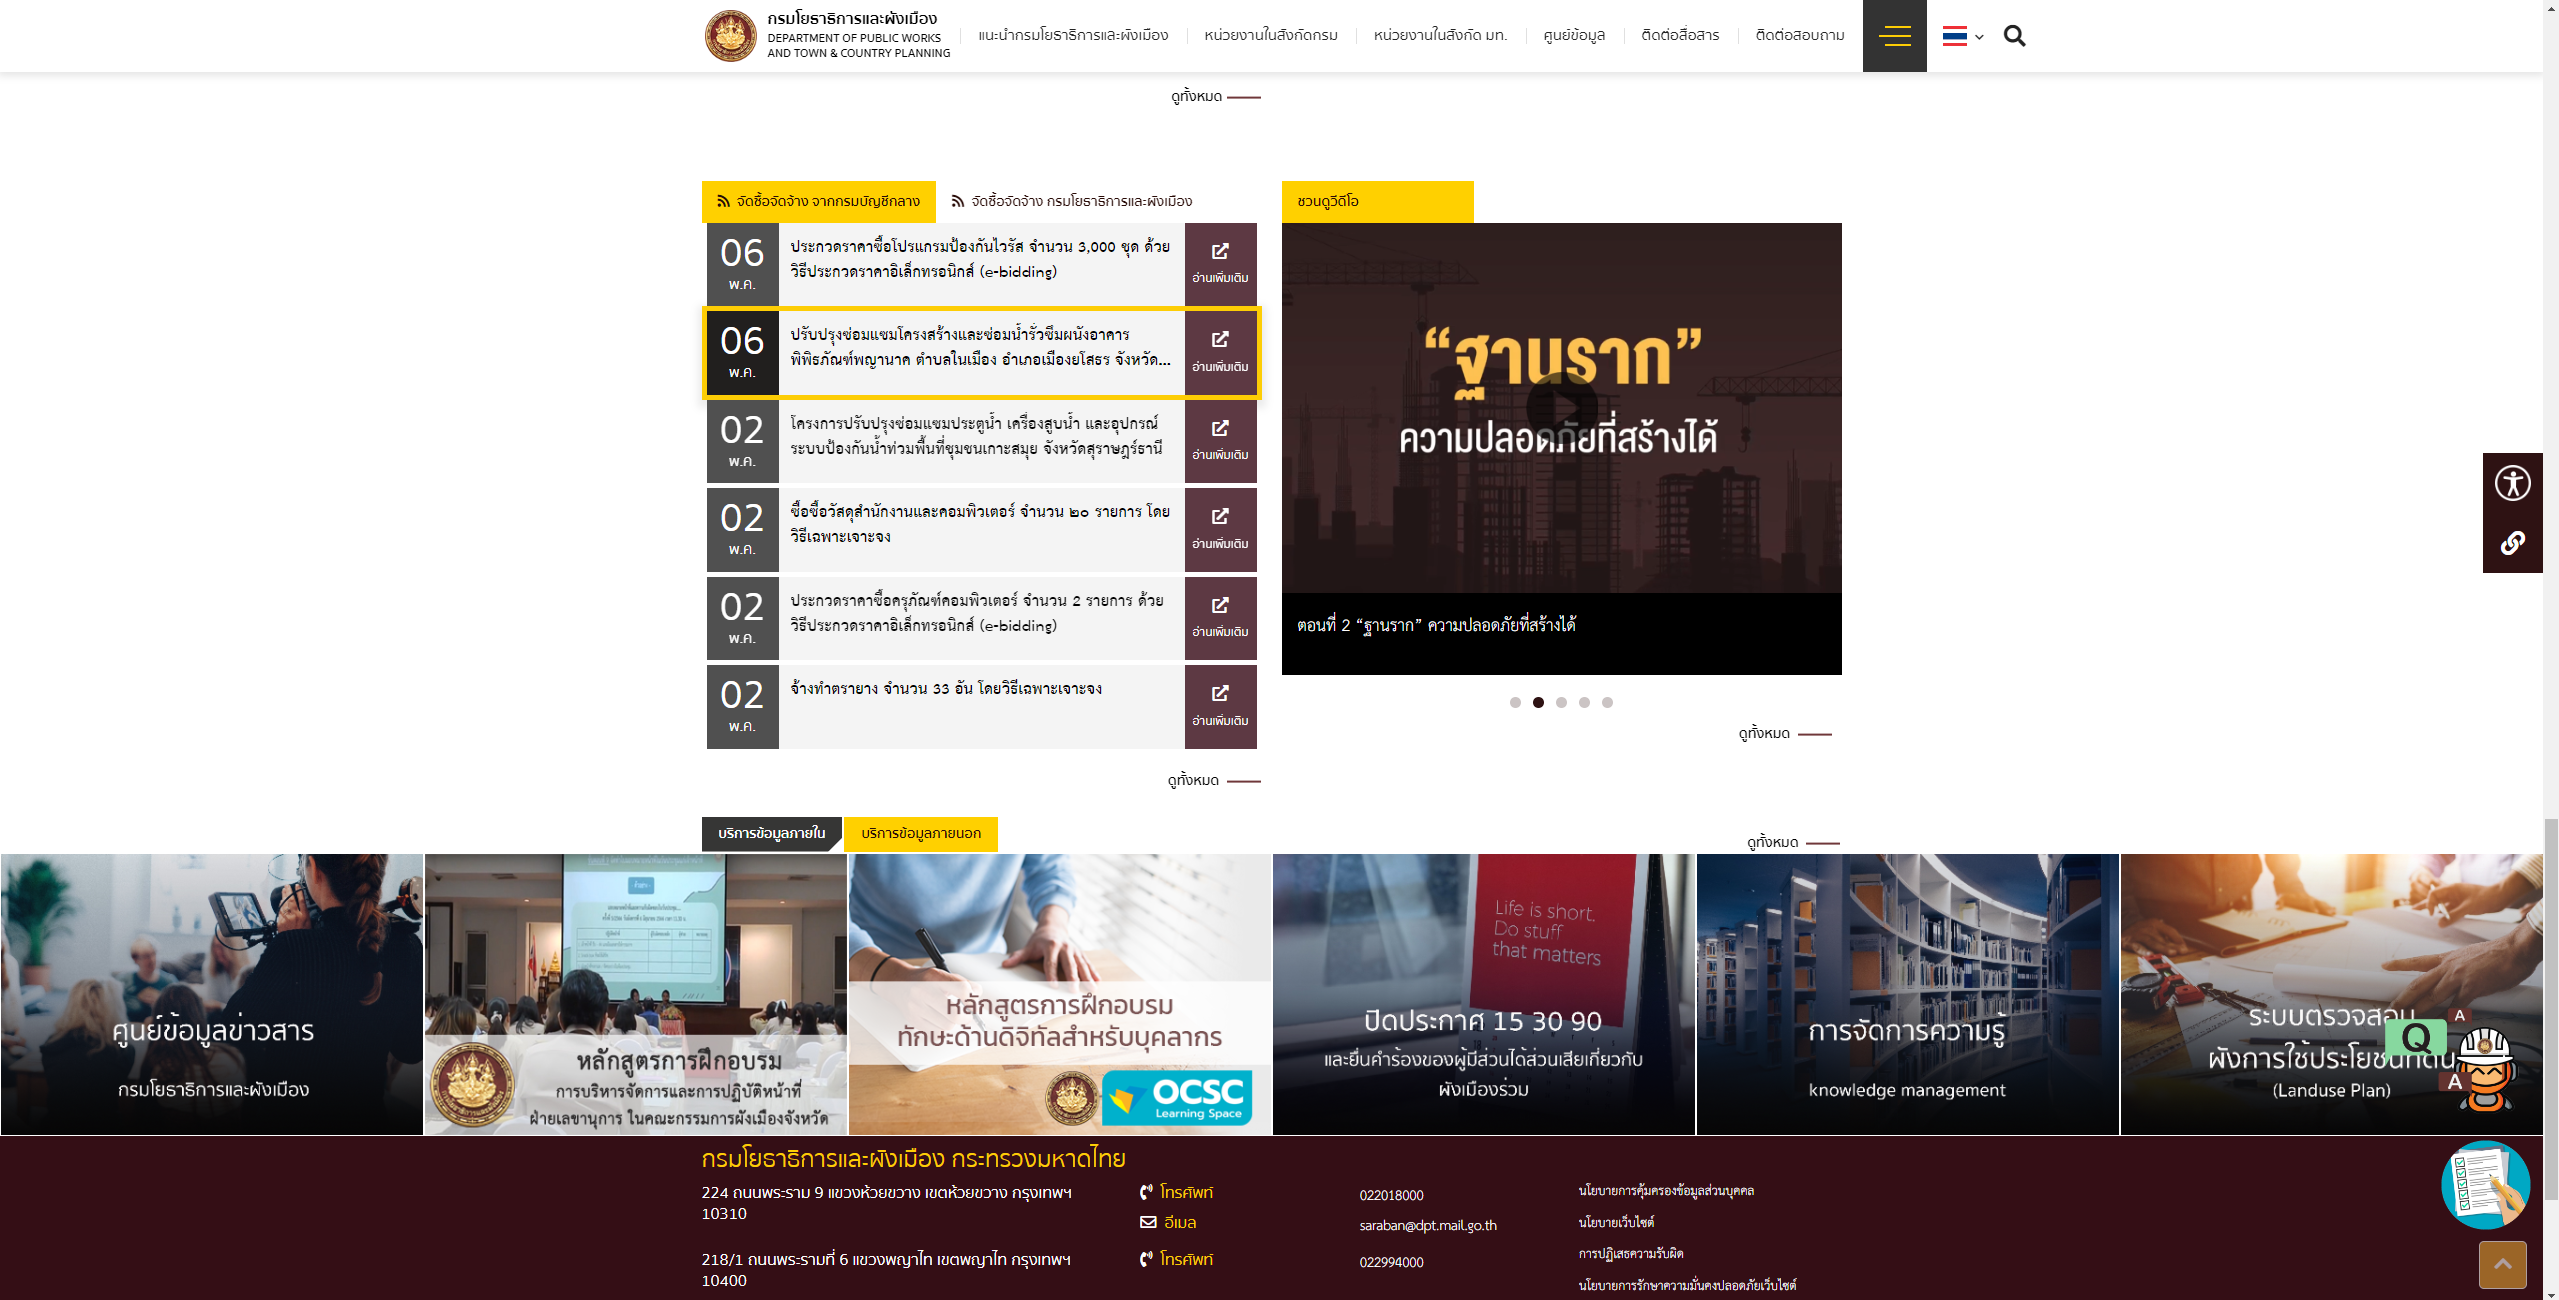 กรมโยธาธิการและผังเมือง
DEPARTMENT OF PUBLIC WORKS
AND TOWN & COUNTRY PLANNING
แนะนำกรมโยธาธิการและผังเมือง
หน่วยงานในสังกัดกรม
หน่วยงานในสังกัด มท.
ศูนย์ข้อมูล
ติดต่อสื่อสาร
ติดต่อสอบถาม
ดูทั้งหมด
จัดซื้อจัดจ้าง จากกรมบัญชีกลาง
จัดซื้อจัดจ้าง กรมโยธาธิการและผังเมือง
06
พ.ค.
ประกวดราคาซื้อโปรแกรมป้องกันไวรัส จำนวน 3,000 ชุด ด้วย
วิธีประกวดราคาอิเล็กทรอนิกส์ (e-bidding)
อ่านเพิ่มเติม
06
พ.ค.
ปรับปรุงซ่อมแซมโครงสร้างและซ่อมน้ำรั่วซึมผนังอาคาร
พิพิธภัณฑ์พญานาค ตำบลในเมือง อำเภอเมืองยโสธร จังหวัด...
อ่านเพิ่มเติม
02
พ.ค.
โครงการปรับปรุงซ่อมแซมประตูน้ำ เครื่องสูบน้ำ และอุปกรณ์
ระบบป้องกันน้ำท่วมพื้นที่ชุมชนเกาะสมุย จังหวัดสุราษฎร์ธานี
อ่านเพิ่มเติม
02
พ.ค.
ซื้อซื้อวัสดุสำนักงานและคอมพิวเตอร์ จำนวน ๒๐ รายการ โดย
วิธีเฉพาะเจาะจง
อ่านเพิ่มเติม
02
พ.ค.
ประกวดราคาซื้อครุภัณฑ์คอมพิวเตอร์ จำนวน 2 รายการ ด้วย
วิธีประกวดราคาอิเล็กทรอนิกส์ (e-bidding)
อ่านเพิ่มเติม
02
พ.ค.
จ้างทำตรายาง จำนวน 33 อัน โดยวิธีเฉพาะเจาะจง
อ่านเพิ่มเติม
ดูทั้งหมด
ชวนดูวีดีโอ
“ฐานราก”
ความปลอดภัยที่สร้างได้
ตอนที่ 2 “ฐานราก” ความปลอดภัยที่สร้างได้
ดูทั้งหมด
บริการข้อมูลภายใน
บริการข้อมูลภายนอก
ดูทั้งหมด
ศูนย์ข้อมูลข่าวสาร
กรมโยธาธิการและผังเมือง
หลักสูตรการฝึกอบรม
การบริหารจัดการและการปฏิบัติหน้าที่
ฝ่ายเลขานุการ ในคณะกรรมการผังเมืองจังหวัด
หลักสูตรการฝึกอบรม
ทักษะด้านดิจิทัลสำหรับบุคลากร
OCSC
Learning Space
Life is short.
Do stuff
that matters
ปิดประกาศ 15 30 90
และยื่นคำร้องของผู้มีส่วนได้ส่วนเสียเกี่ยวกับ
ผังเมืองรวม
การจัดการความรู้
knowledge management
ระบบตรวจสอบ
ผังการใช้ประโยชน์ที่ดิน
(Landuse Plan)
Q
A
A
กรมโยธาธิการและผังเมือง กระทรวงมหาดไทย
224 ถนนพระราม 9 แขวงห้วยขวาง เขตห้วยขวาง กรุงเทพฯ
10310
โทรศัพท์
022018000
อีเมล
saraban@dpt.mail.go.th
218/1 ถนนพระรามที่ 6 แขวงพญาไท เขตพญาไท กรุงเทพฯ
10400
โทรศัพท์
022994000
นโยบายการคุ้มครองข้อมูลส่วนบุคคล
นโยบายเว็บไซต์
การปฏิเสธความรับผิด
นโยบายการรักษาความมั่นคงปลอดภัยเว็บไซต์